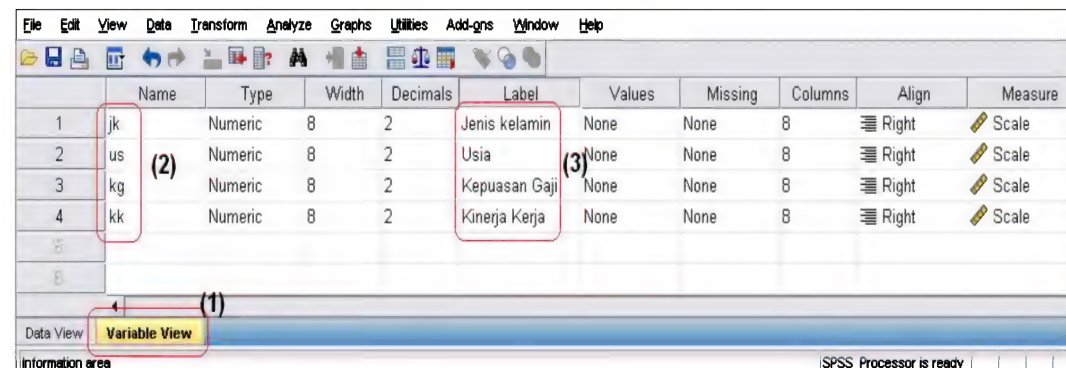 File Edit View Data Transform Analyze Graphs Utilities Add-ons Window Help
Name Type Width Decimals Label Values Missing Columns Align Measure
1 jk Numeric 8 2 Jenis kelamin None None 8 Right Scale
2 us (2) Numeric 8 2 Usia (3) None None 8 Right Scale
3 kg Numeric 8 2 Kepuasan Gaji None None 8 Right Scale
4 kk Numeric 8 2 Kinerja Kerja None None 8 Right Scale
(1)
Data View Variable View
Information area SPSS Processor is ready